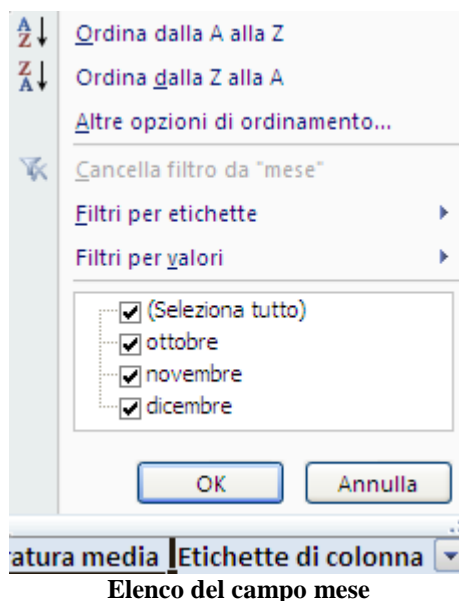 Ordina dalla A alla Z
Ordina dalla Z alla A
Altre opzioni di ordinamento...
Cancella filtro da "mese"
Filtri per etichette
Filtri per valori
(Seleziona tutto)
ottobre
novembre
dicembre
OK Annulla
ratura media Etichette di colonna
Elenco del campo mese